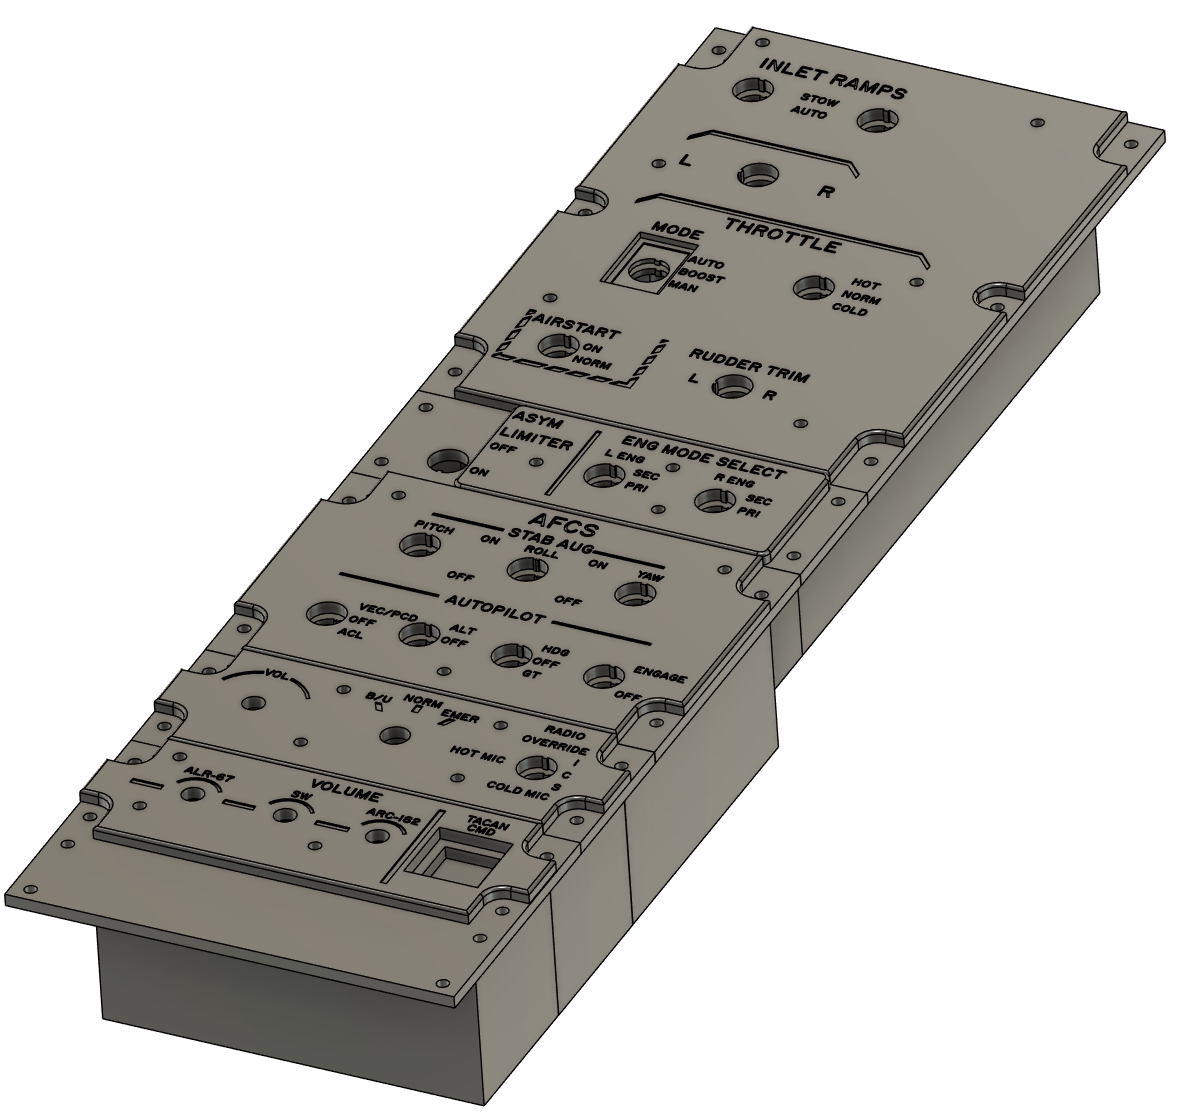 INLET RAMPS
STOW
AUTO
L
R
THROTTLE
MODE
AUTO
BOOST
MAN
HOT
NORM
COLD
AIRSTART
ON
NORM
RUDDER TRIM
L R
ASYM
LIMITER
OFF
ON
ENG MODE SELECT
L ENG
SEC
PRI
R ENG
SEC
PRI
AFCS
STAB AUG
PITCH
ON
OFF
ROLL
ON
OFF
YAW
AUTOPILOT
VEC/PCD
OFF
ACL
ALT
OFF
HDG
OFF
GT
ENGAGE
OFF
VOL
B/U
NORM
EMER
RADIO
OVERRIDE
HOT MIC
COLD MIC
I
C
S
VOLUME
ALR-67
SW
ARC-182
TACAN
CMD